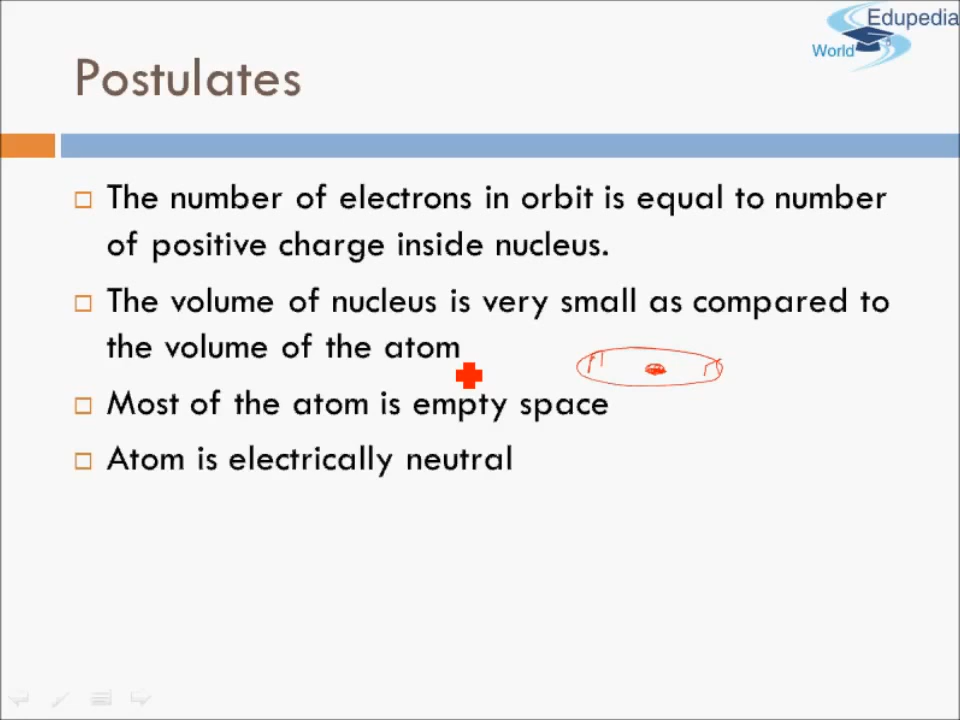 Edupedia
World
Postulates
The number of electrons in orbit is equal to number
of positive charge inside nucleus.
The volume of nucleus is very small as compared to
the volume of the atom
Most of the atom is empty space
Atom is electrically neutral